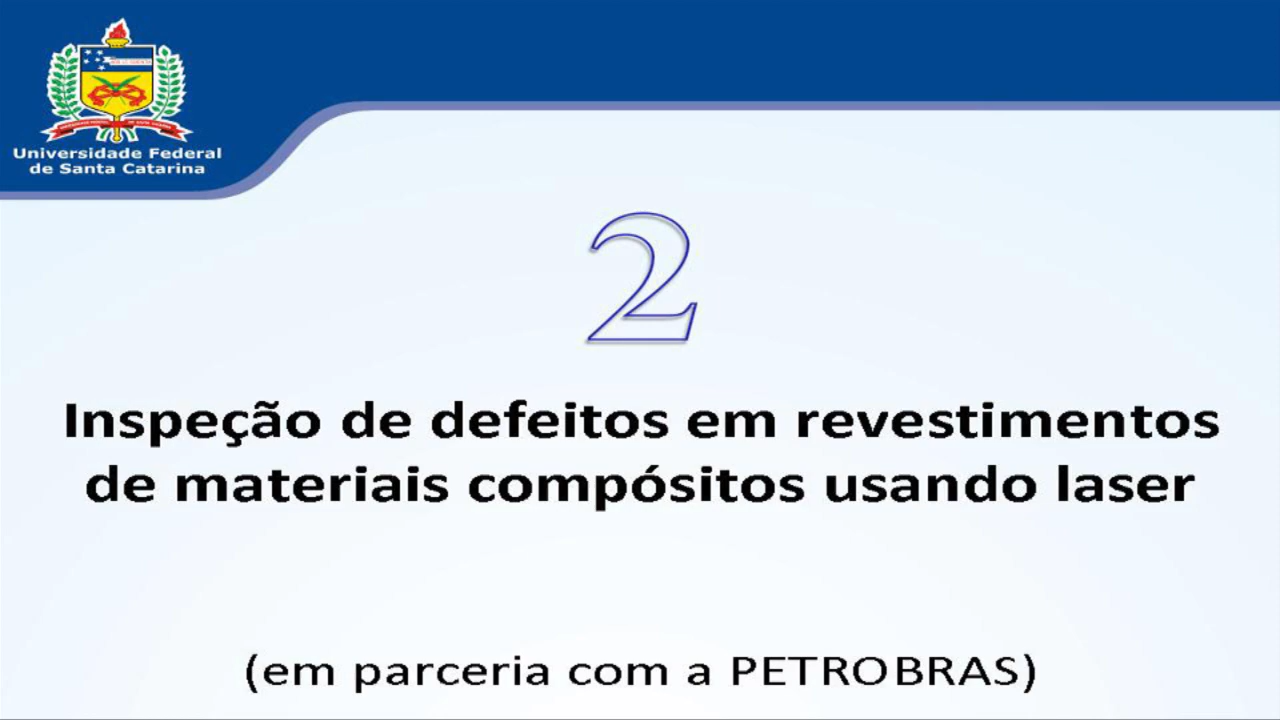 Universidade Federal
de Santa Catarina
2
Inspeção de defeitos em revestimentos
de materiais compósitos usando laser
(em parceria com a PETROBRAS)